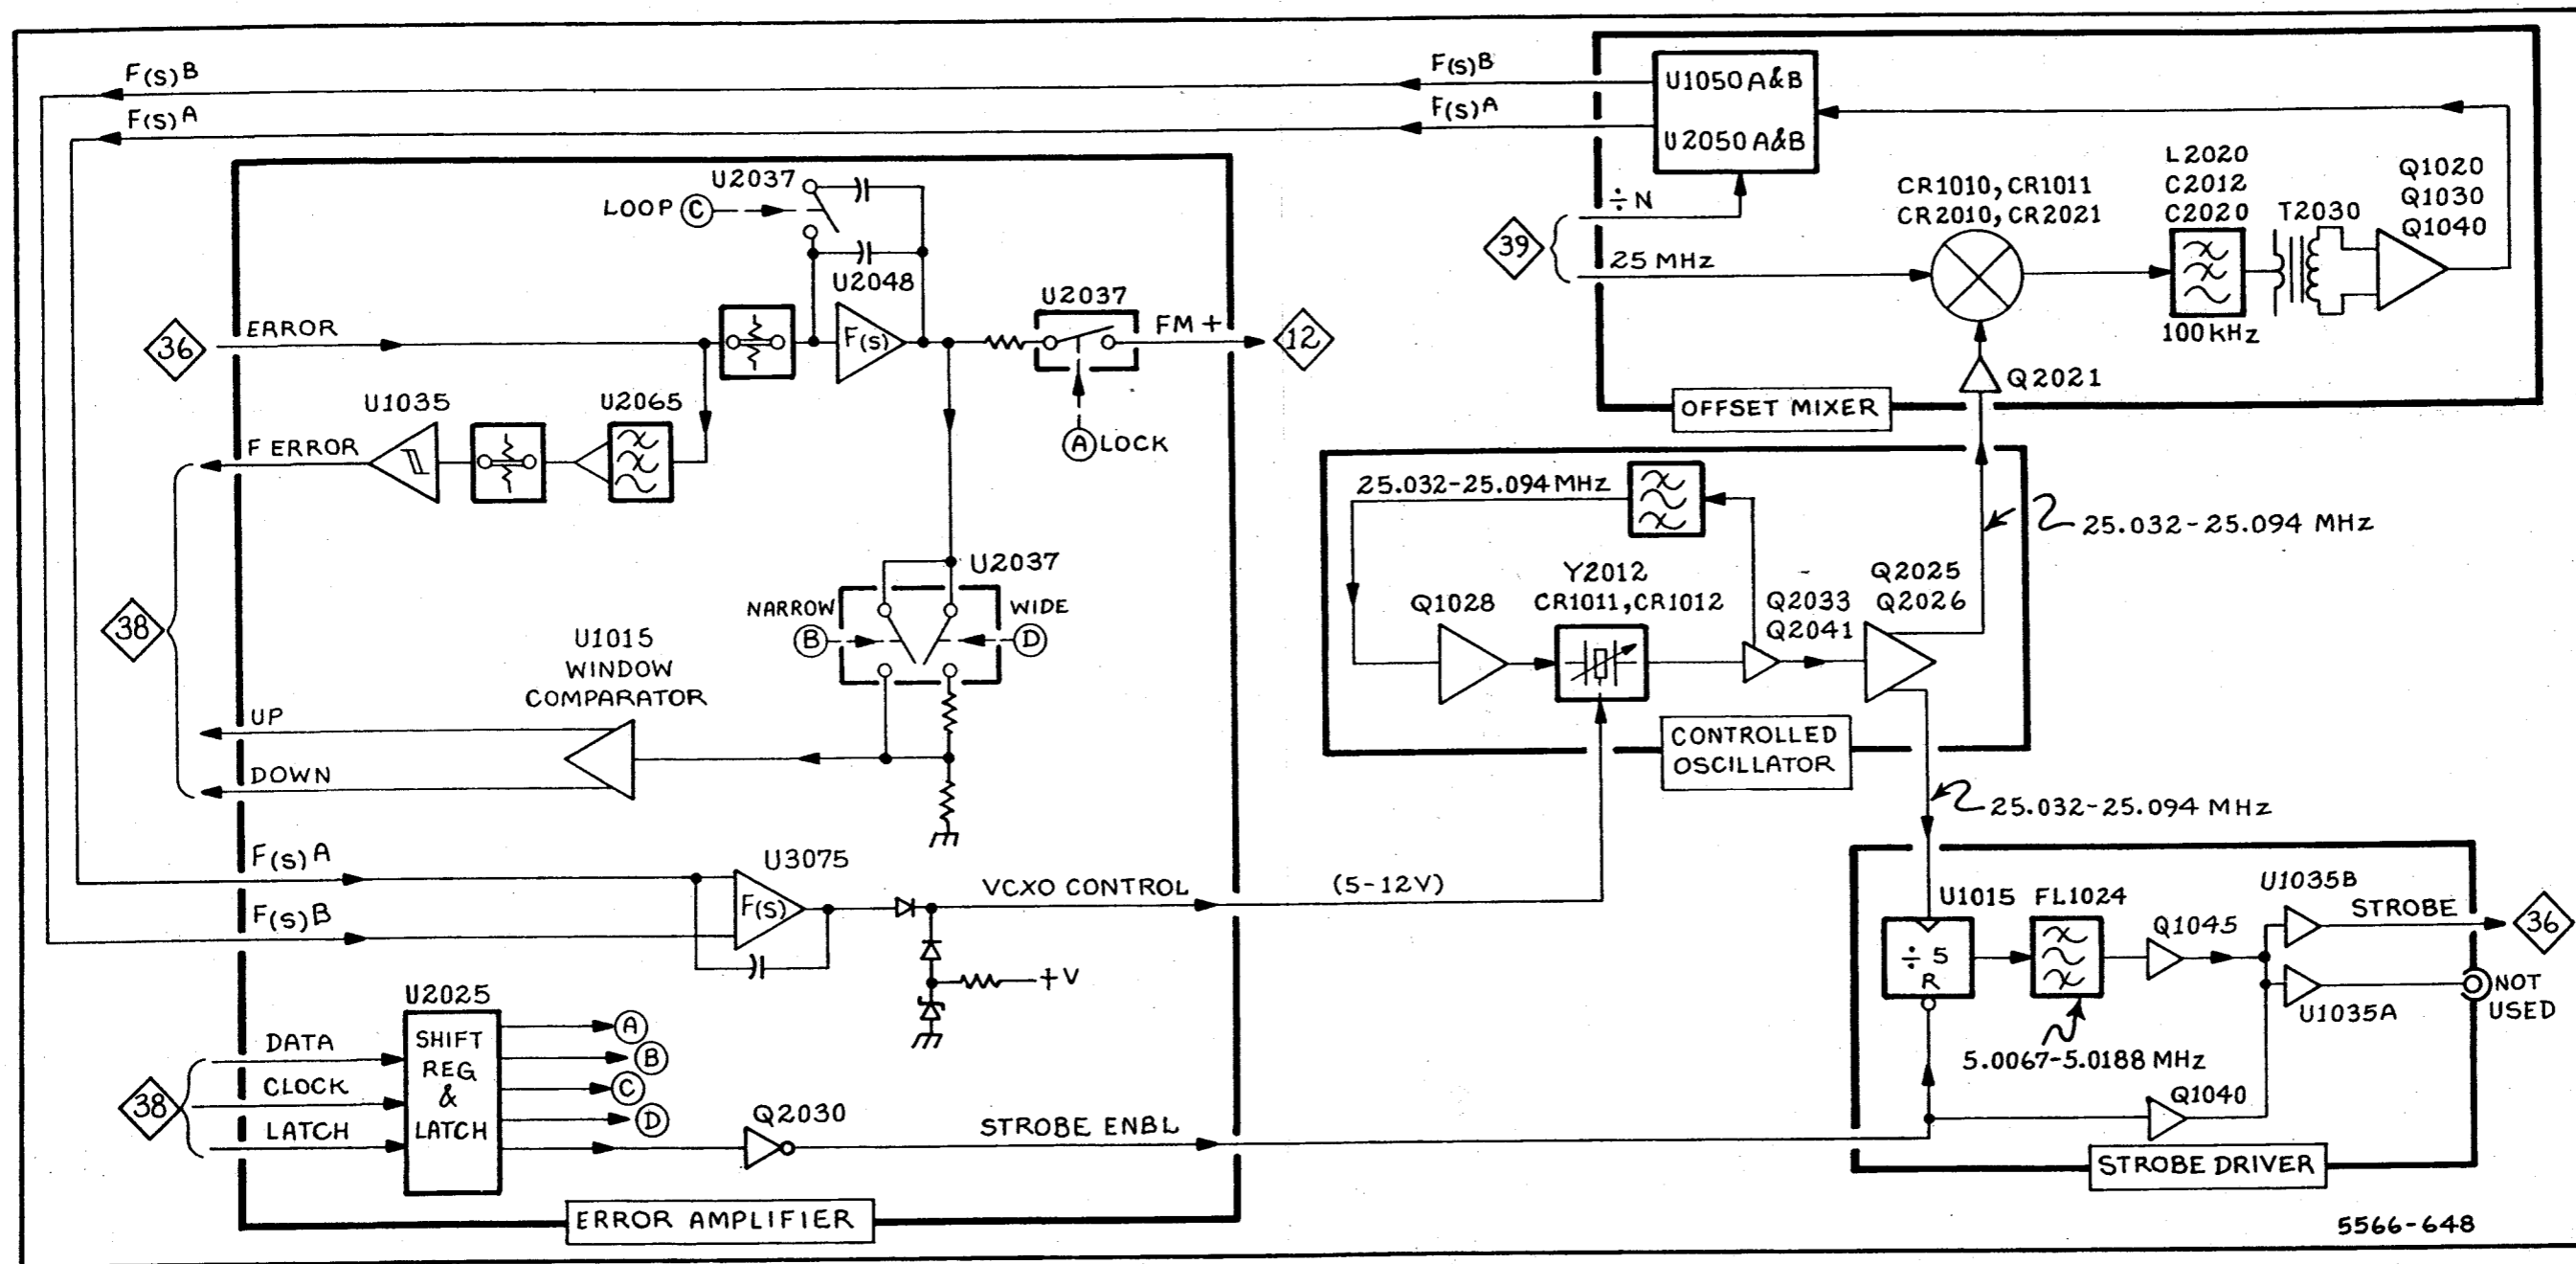 F(S)B
F(S)A
F(S)B
F(S)A
U1050A&B
U2050A&B
÷N
39
25 MHz
CR1010, CR1011
CR2010, CR2021
L2020
C2012
C2020
100 KHz
T2030
Q1020
Q1030
Q1040
Q2021
OFFSET MIXER
U2037
LOOP C
U2048
F(S)
36
ERROR
U2037
FM +
12
A LOCK
U1035
U2065
F ERROR
38
U2037
NARROW
B
WIDE
D
U1015
WINDOW
COMPARATOR
UP
DOWN
25.032-25.094 MHz
25.032-25.094 MHz
Q1028
Y2012
CR1011, CR1012
Q2033
Q2041
Q2025
Q2026
CONTROLLED
OSCILLATOR
25.032-25.094 MHz
F(S)A
F(S)B
U3075
F(S)
VCXO CONTROL
(5-12V)
+V
U2025
SHIFT
REG
&
LATCH
A
B
C
D
38
DATA
CLOCK
LATCH
Q2030
STROBE ENBL
ERROR AMPLIFIER
U1015
÷ 5
R
FL1024
5.0067-5.0188 MHz
Q1045
U1035B
STROBE
36
U1035A
NOT
USED
Q1040
STROBE DRIVER
5566-648